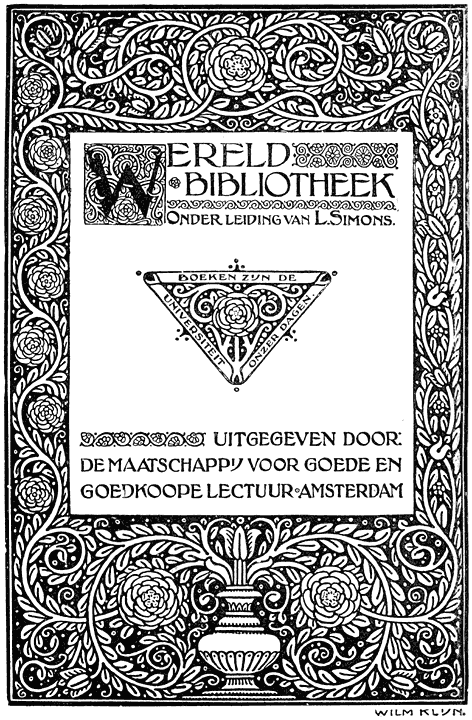 WERELD
BIBLIOTHEEK
ONDER LEIDING VAN L. SIMONS.
BOEKEN ZIJN DE
UNIVERSITEIT
ONZER DAGEN.
UITGEGEVEN DOOR:
DE MAATSCHAPPIJ VOOR GOEDE EN
GOEDKOOPE LECTUUR·AMSTERDAM
WILM KLIJN.